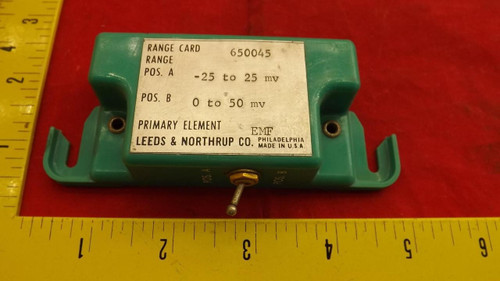 RANGE CARD 650045
RANGE
POS. A -25 to 25 mv
POS. B 0 to 50 mv
PRIMARY ELEMENT EMF
LEEDS & NORTHRUP CO. PHILADELPHIA
MADE IN U.S.A.
POS. A
1 2 3 4 5 6
3 2 1